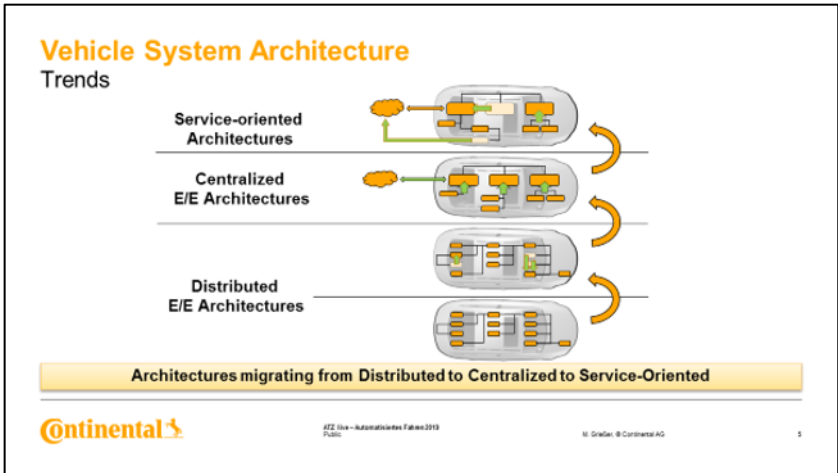 Vehicle System Architecture
Trends
Service-oriented
Architectures
Centralized
E/E Architectures
Distributed
E/E Architectures
Architectures migrating from Distributed to Centralized to Service-Oriented
Continental
ATZ live – Automatisiertes Fahren 2019
Public
M. Grießer, © Continental AG
5